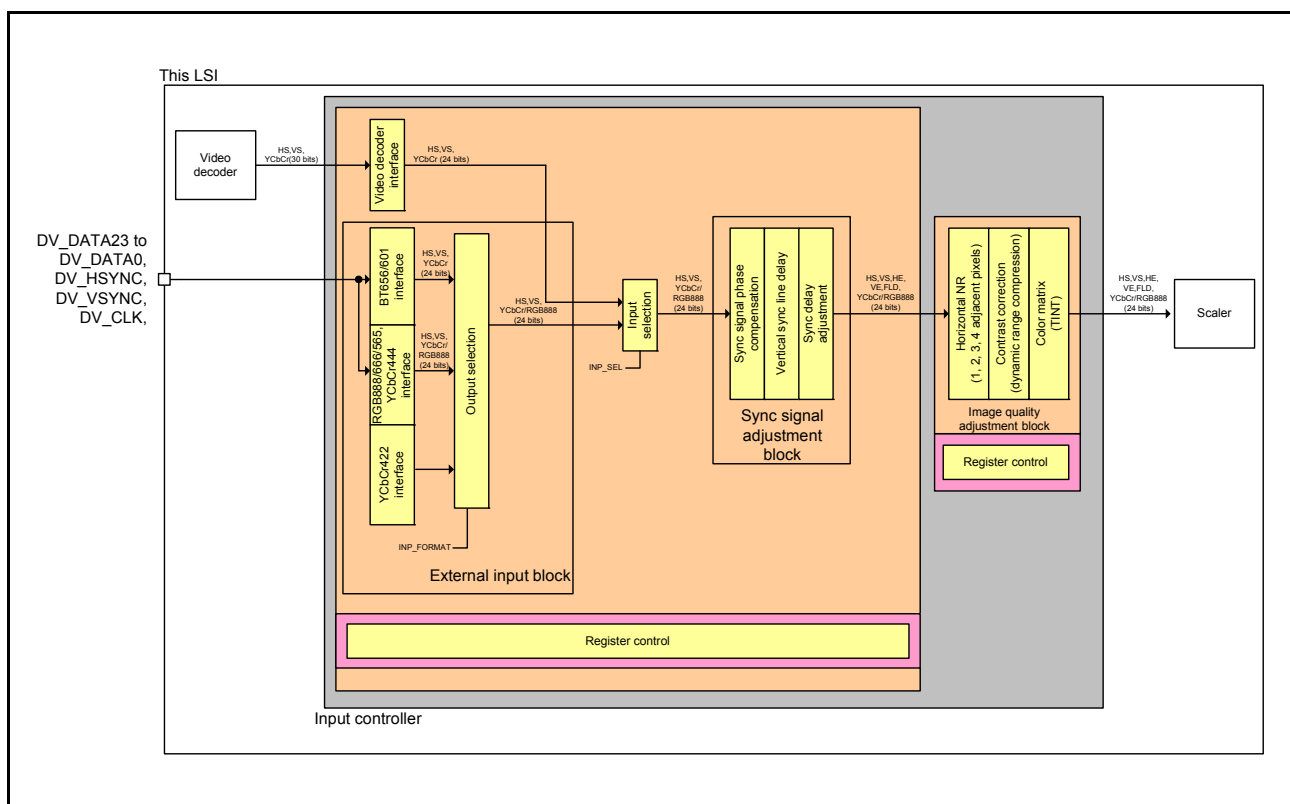 This LSI
Video
decoder
HS,VS,
YCbCr(30 bits)
Video decoder
interface
HS,VS,
YCbCr (24 bits)
DV_DATA23 to
DV_DATA0,
DV_HSYNC,
DV_VSYNC,
DV_CLK,
BT656/601
interface
HS,VS,
YCbCr
(24 bits)
RGB888/666/565,
YCbCr444
interface
HS,VS,
YCbCr/
RGB888
(24 bits)
YCbCr422
interface
Output selection
INP_FORMAT
External input block
HS,VS,
YCbCr/RGB888
(24 bits)
Input
selection
INP_SEL
HS,VS,
YCbCr/
RGB888
(24 bits)
Sync signal phase
compensation
Vertical sync line delay
Sync delay
adjustment
Sync signal
adjustment
block
HS,VS,HE,
VE,FLD,
YCbCr/RGB888
(24 bits)
Horizontal NR
(1, 2, 3, 4 adjacent pixels)
Contrast correction
(dynamic range compression)
Color matrix
(TINT)
Image quality
adjustment block
Register control
HS,VS,HE,
VE,FLD,
YCbCr/RGB888
(24 bits)
Scaler
Register control
Input controller